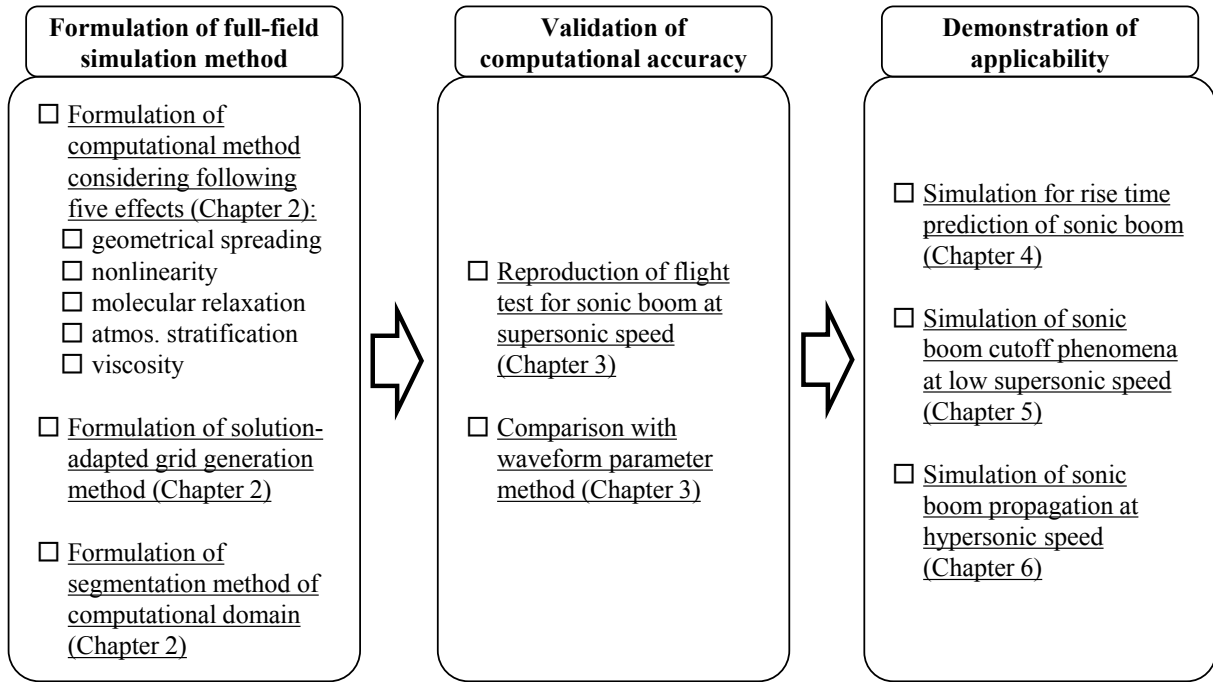 Formulation of full-field
simulation method
☐ Formulation of
computational method
considering following
five effects (Chapter 2):
☐ geometrical spreading
☐ nonlinearity
☐ molecular relaxation
☐ atmos. stratification
☐ viscosity
☐ Formulation of solution-
adapted grid generation
method (Chapter 2)
☐ Formulation of
segmentation method of
computational domain
(Chapter 2)
Validation of
computational accuracy
☐ Reproduction of flight
test for sonic boom at
supersonic speed
(Chapter 3)
☐ Comparison with
waveform parameter
method (Chapter 3)
Demonstration of
applicability
☐ Simulation for rise time
prediction of sonic boom
(Chapter 4)
☐ Simulation of sonic
boom cutoff phenomena
at low supersonic speed
(Chapter 5)
☐ Simulation of sonic
boom propagation at
hypersonic speed
(Chapter 6)